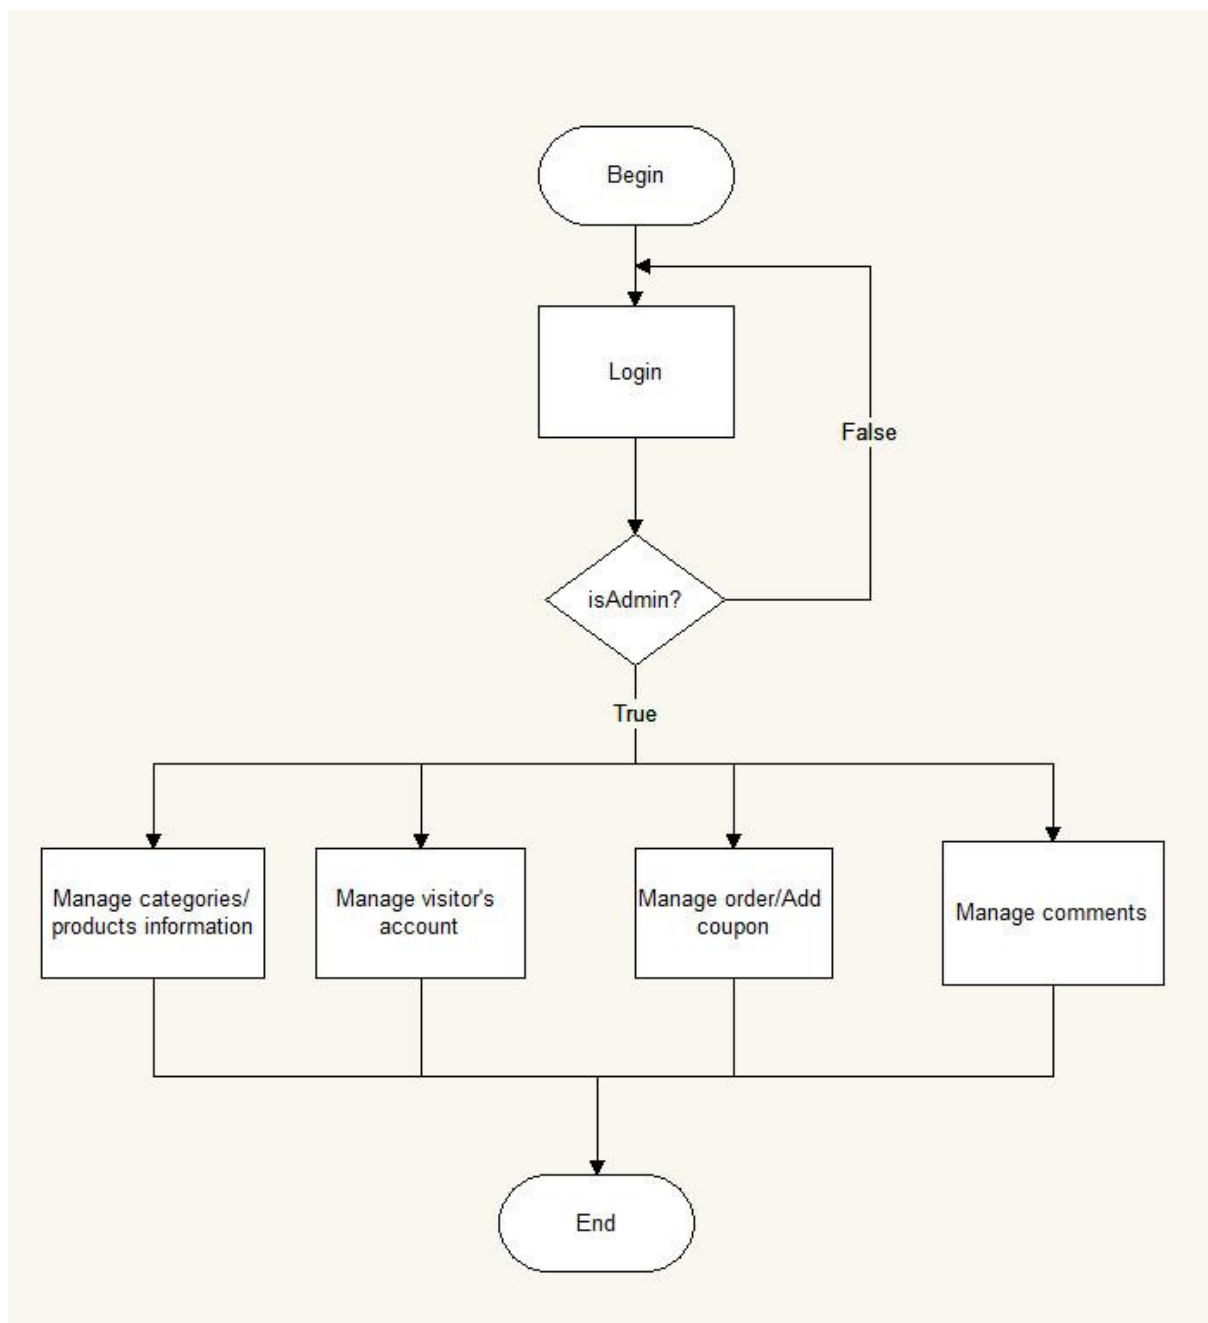 Begin
Login
False
isAdmin?
True
Manage categories/
products information
Manage visitor's
account
Manage order/Add
coupon
Manage comments
End